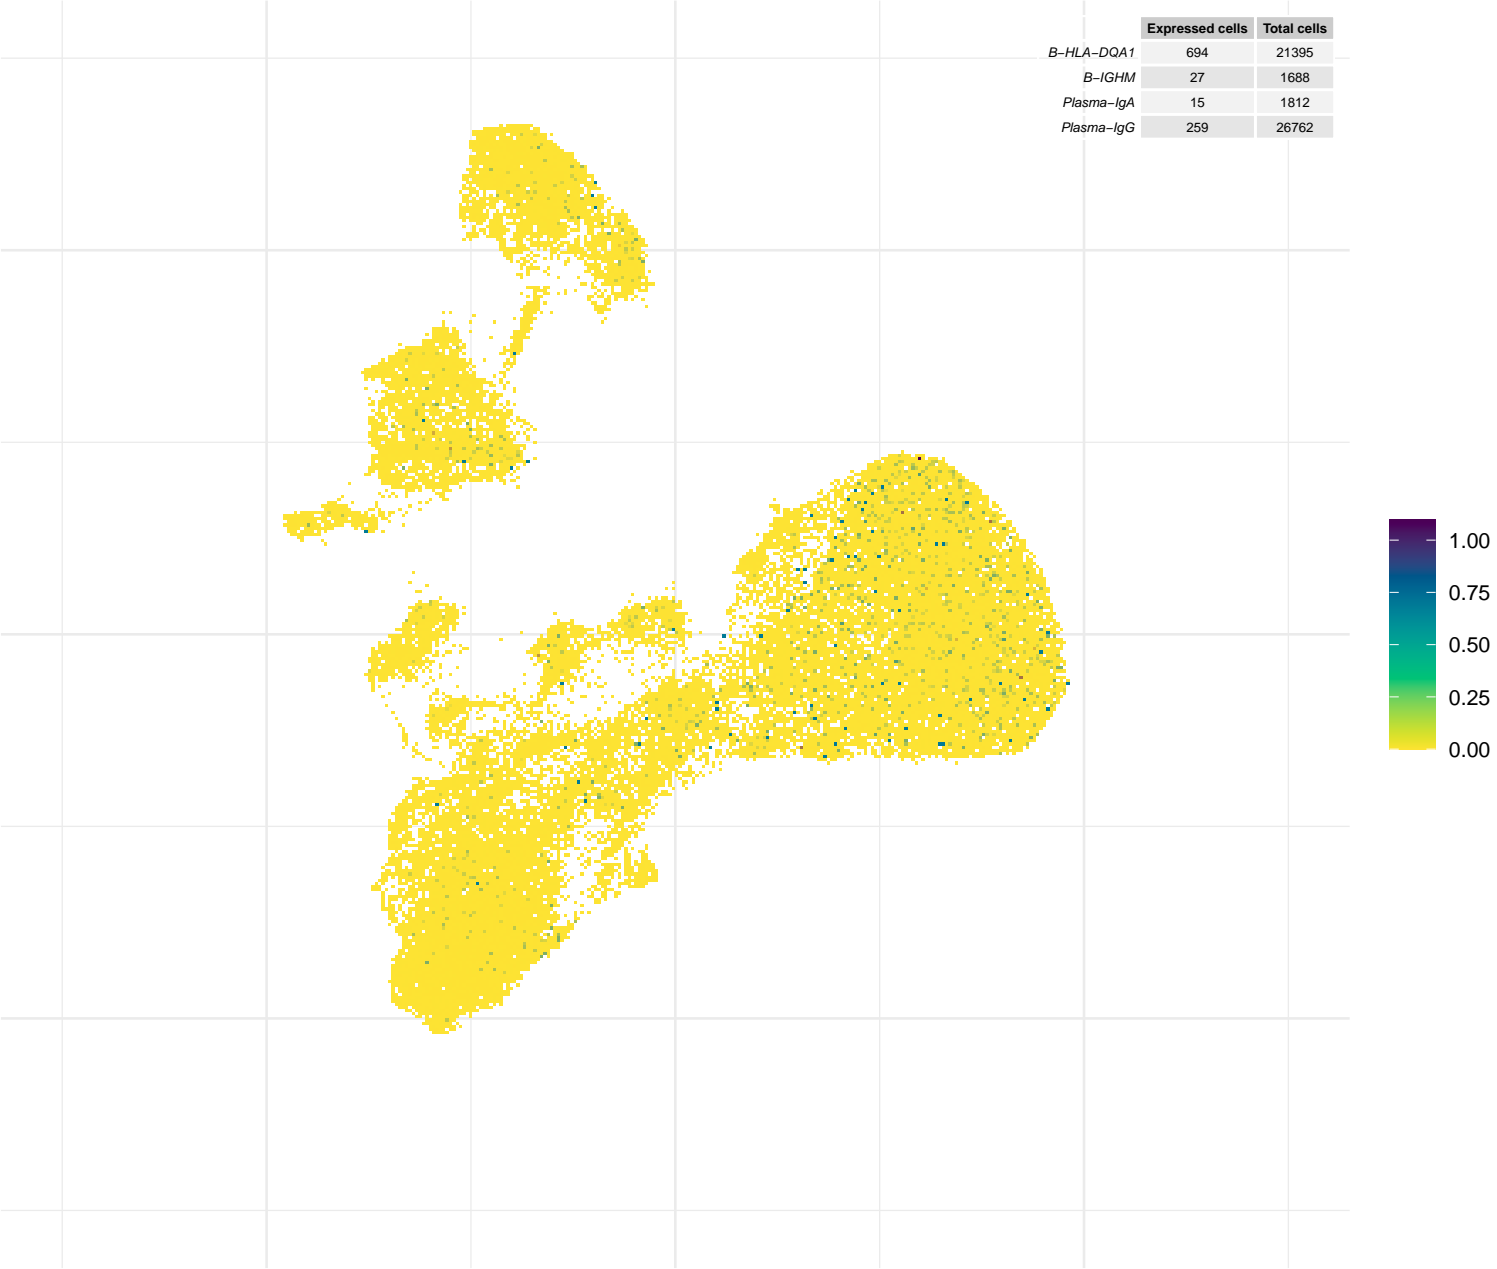 Expressed cells Total cells
B−HLA−DQA1 694 21395
B−IGHM 27 1688
Plasma−IgA 15 1812
Plasma−IgG 259 26762
1.00
0.75
0.50
0.25
0.00